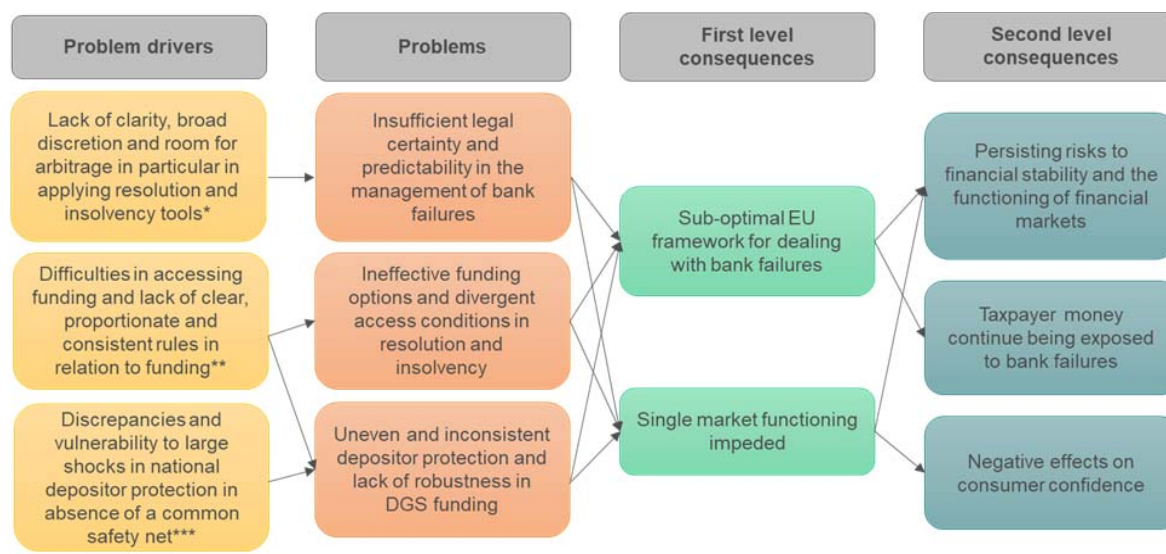 Problem drivers
Problems
First level
consequences
Second level
consequences
Lack of clarity, broad
discretion and room for
arbitrage in particular in
applying resolution and
insolvency tools*
Insufficient legal
certainty and
predictability in the
management of bank
failures
Sub-optimal EU
framework for dealing
with bank failures
Persisting risks to
financial stability and the
functioning of financial
markets
Difficulties in accessing
funding and lack of clear,
proportionate and
consistent rules in
relation to funding**
Ineffective funding
options and divergent
access conditions in
resolution and
insolvency
Taxpayer money
continue being exposed
to bank failures
Discrepancies and
vulnerability to large
shocks in national
depositor protection in
absence of a common
safety net***
Uneven and inconsistent
depositor protection and
lack of robustness in
DGS funding
Single market functioning
impeded
Negative effects on
consumer confidence